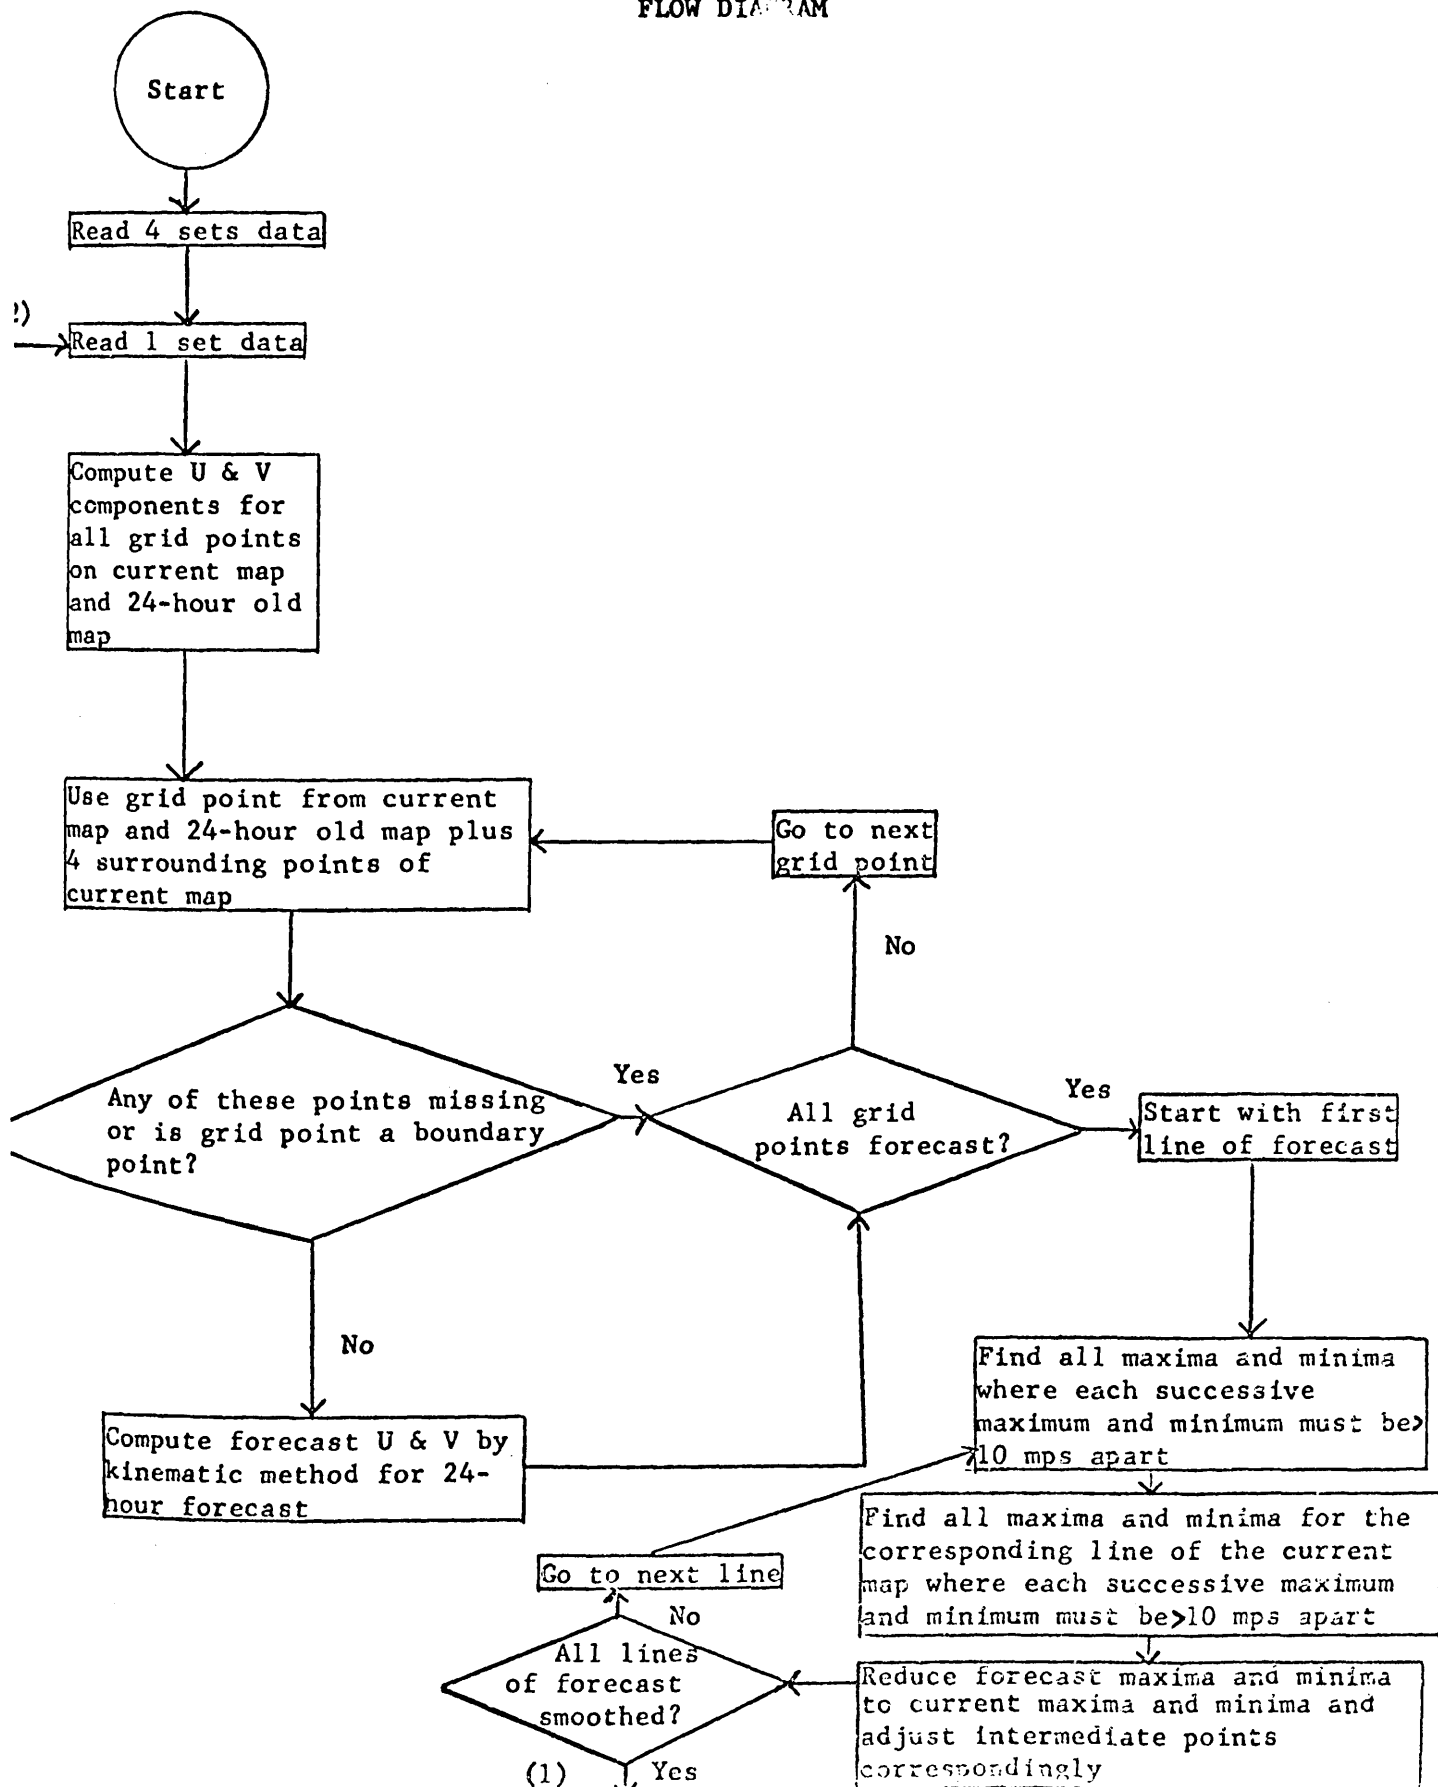 FLOW DIAGRAM
Start
Read 4 sets data
2)
Read 1 set data
Compute U & V
components for
all grid points
on current map
and 24-hour old
map
Use grid point from current
map and 24-hour old map plus
4 surrounding points of
current map
Go to next
grid point
No
Any of these points missing
or is grid point a boundary
point?
Yes
All grid
points forecast?
Yes
Start with first
line of forecast
No
Compute forecast U & V by
kinematic method for 24-
hour forecast
Find all maxima and minima
where each successive
maximum and minimum must be>
10 mps apart
Find all maxima and minima for the
corresponding line of the current
map where each successive maximum
and minimum must be>10 mps apart
Go to next line
No
All lines
of forecast
smoothed?
Reduce forecast maxima and minima
to current maxima and minima and
adjust intermediate points
correspondingly
(1)
Yes